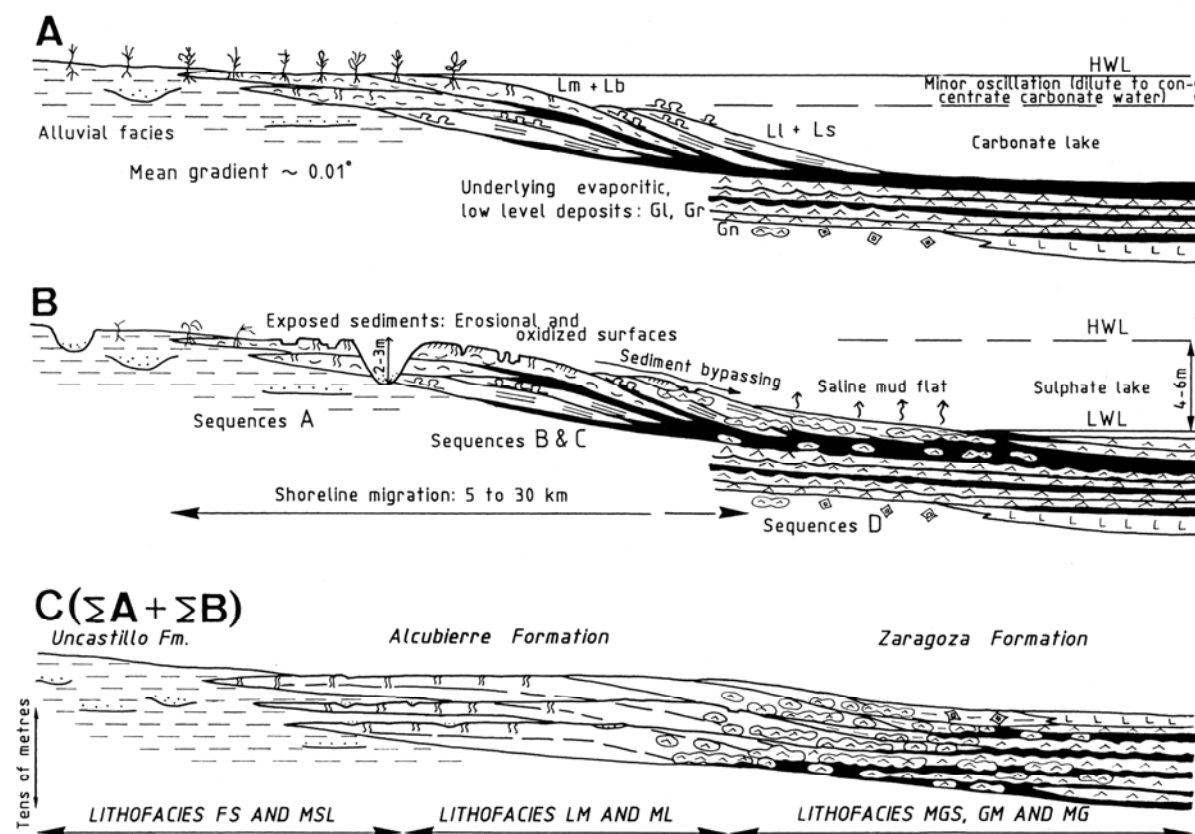 A
HWL
Lm + Lb
Minor oscillation (dilute to con-
centrate carbonate water)
Alluvial facies
Ll + Ls
Carbonate lake
Mean gradient ~ 0.01°
Underlying evaporitic,
low level deposits : Gl, Gr
Gn
L L L L L
B
Exposed sediments: Erosional and
oxidized surfaces
HWL
2-3m
Sediment bypassing
Saline mud flat
Sulphate lake
4-6m
LWL
Sequences A
Sequences B & C
Shoreline migration: 5 to 30 km
Sequences D
L L L L L
C(ΣA + ΣB)
Uncastillo Fm.
Alcubierre Formation
Zaragoza Formation
L L L L
Tens of metres
LITHOFACIES FS AND MSL
LITHOFACIES LM AND ML
LITHOFACIES MGS, GM AND MG